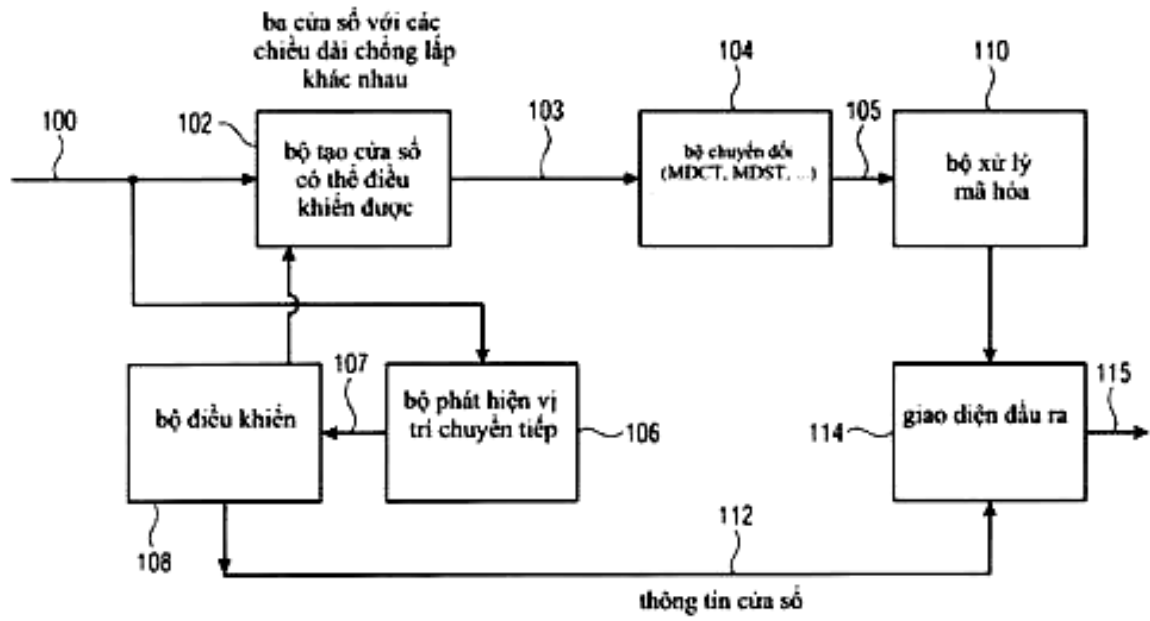 ba cửa sổ với các
chiều dài chồng lấp
khác nhau
100
102
bộ tạo cửa sổ
có thể điều
khiển được
103
104
bộ chuyển đổi
(MDCT, MDST, ...)
105
110
bộ xử lý
mã hóa
bộ điều khiển
108
107
bộ phát hiện vị
trí chuyển tiếp
106
giao diện đầu ra
114
115
112
thông tin cửa sổ